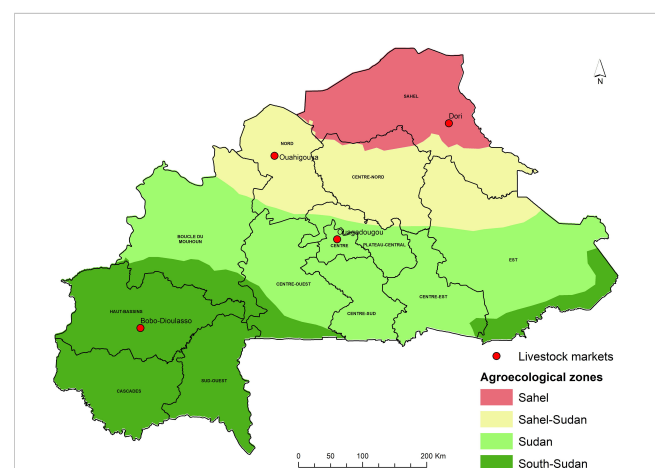 N
SAHEL
Dori
NORD
Ouahigouya
CENTRE-NORD
Ouagadougou
CENTRE
PLATEAU-CENTRAL
BOUCLE DU
MOUHOUN
EST
CENTRE-OUEST
CENTRE-EST
CENTRE-SUD
HAUT-BASSINS
Bobo-Dioulasso
SUD-OUEST
CASCADES
Livestock markets
Agroecological zones
Sahel
Sahel-Sudan
Sudan
South-Sudan
0 50 100 200 Km